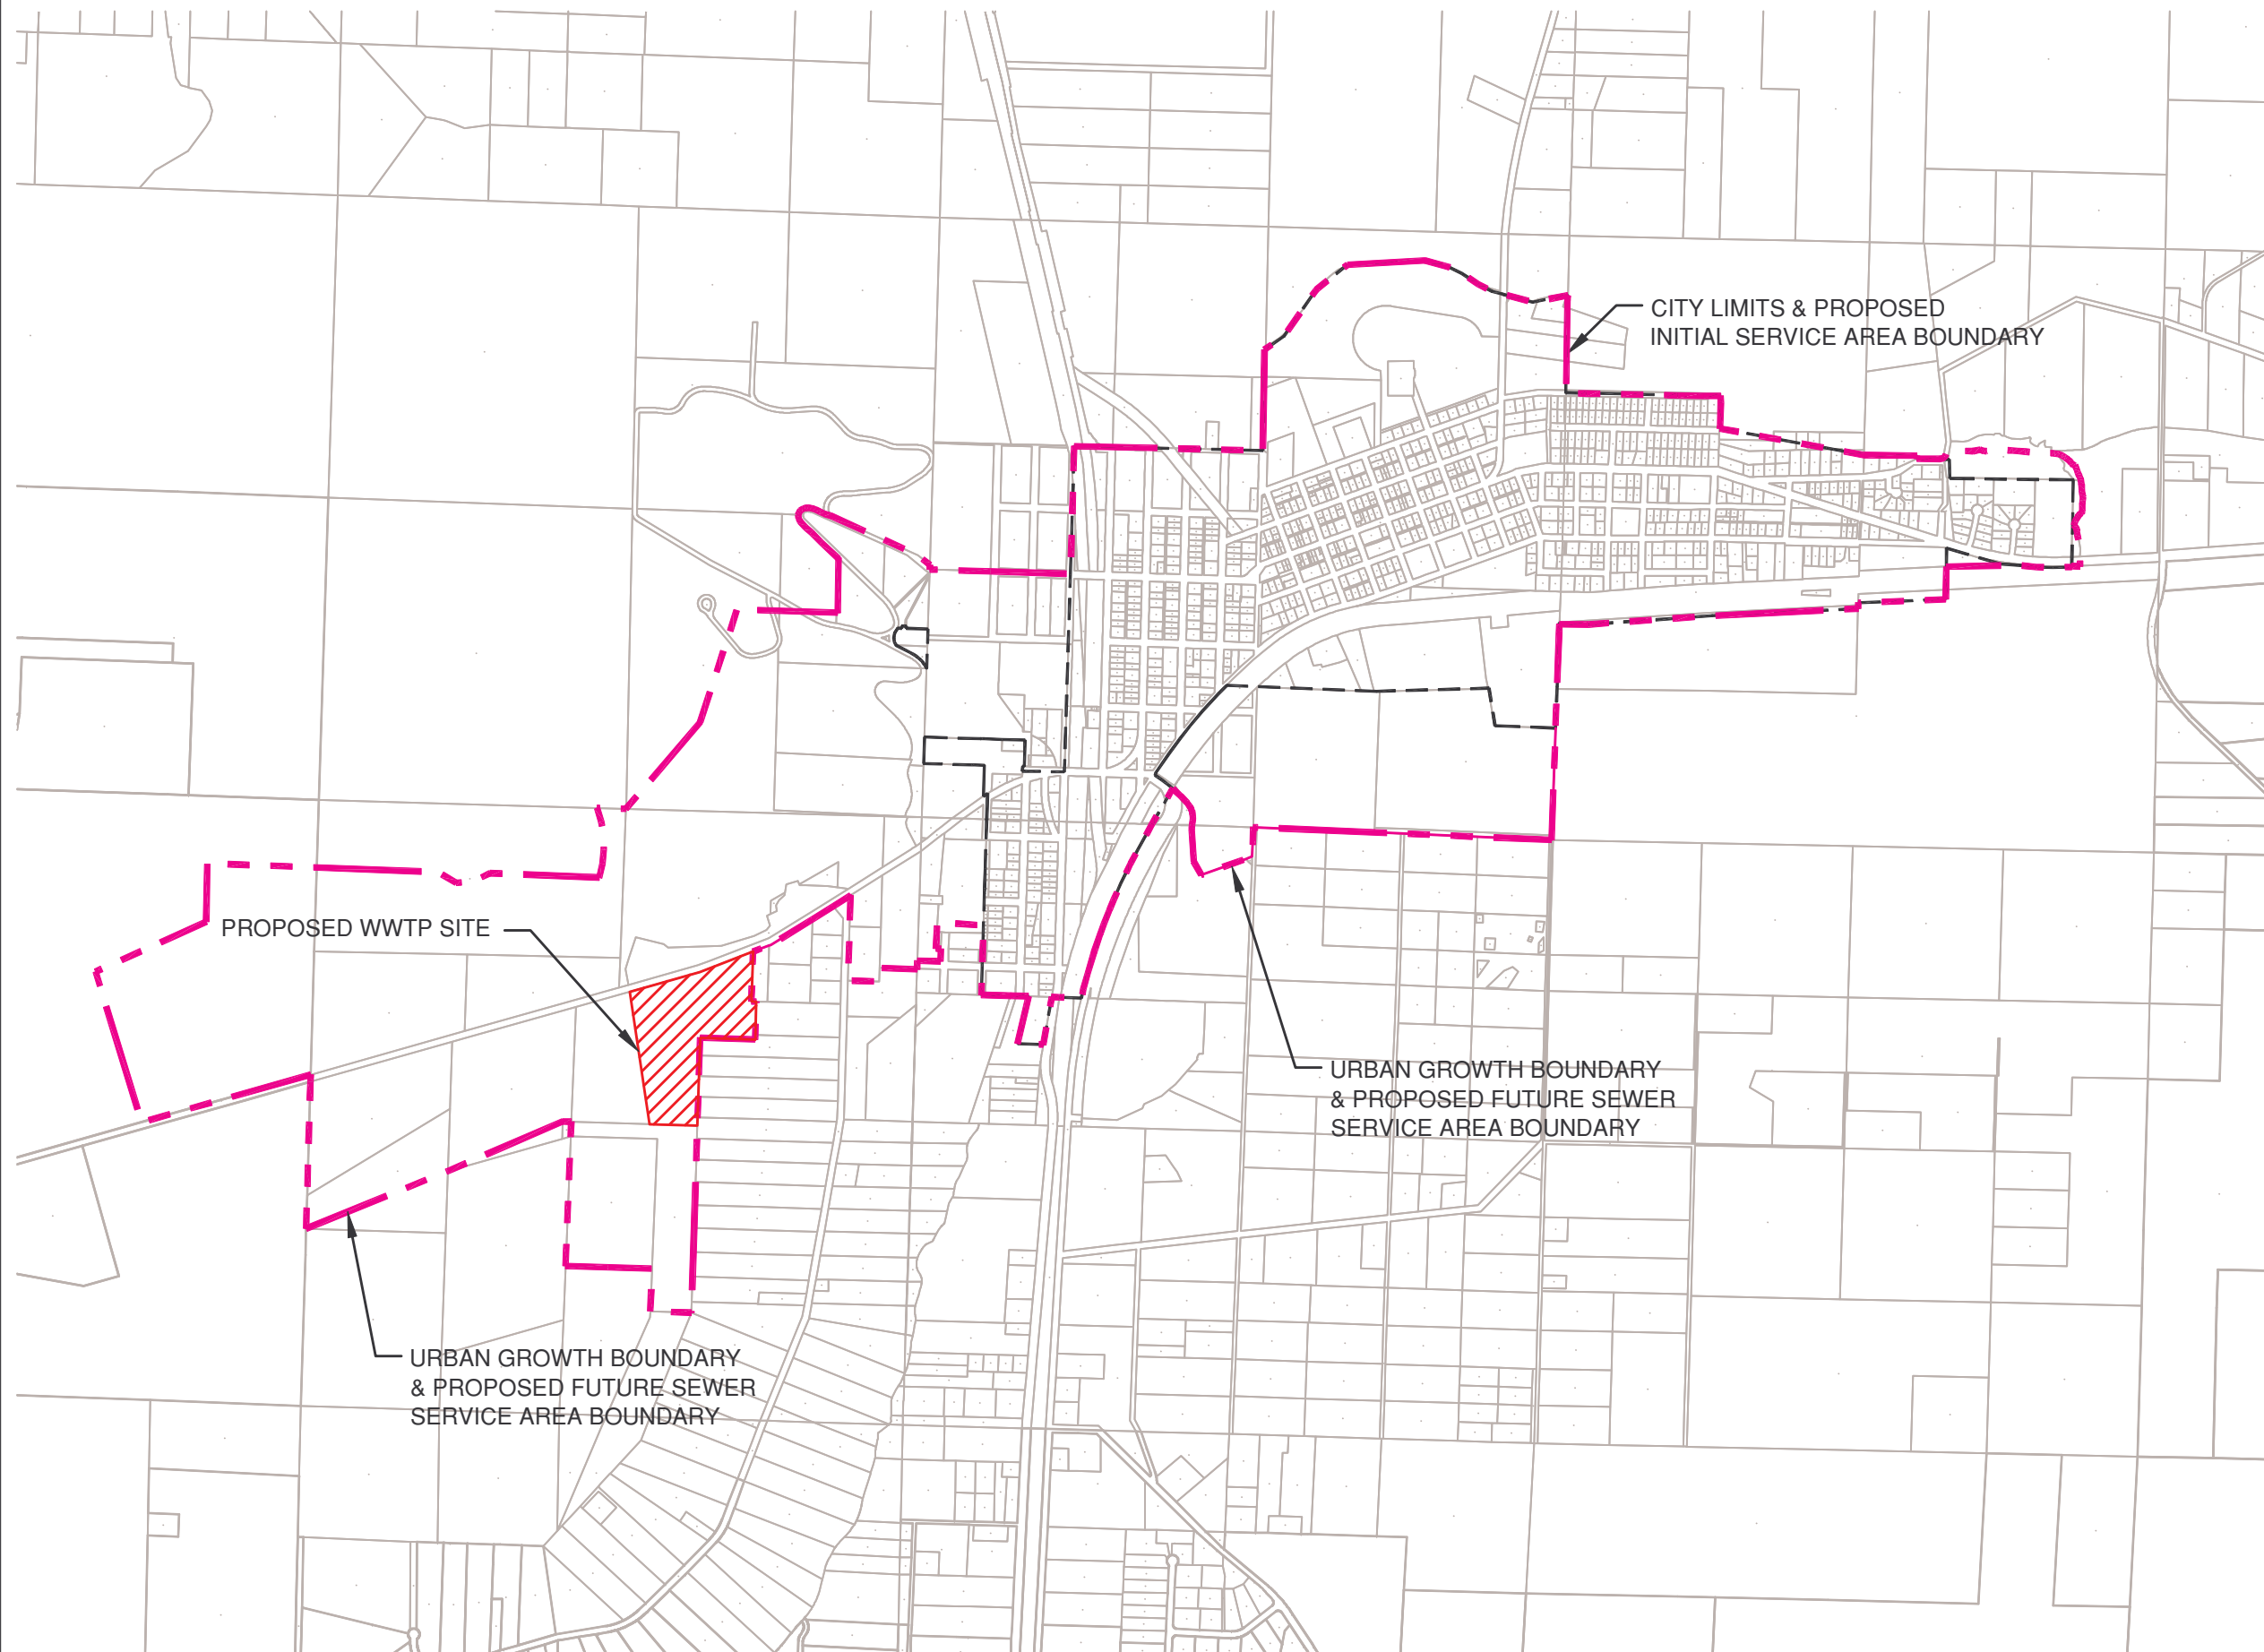 CITY LIMITS & PROPOSED
INITIAL SERVICE AREA BOUNDARY
PROPOSED WWTP SITE
URBAN GROWTH BOUNDARY
& PROPOSED FUTURE SEWER
SERVICE AREA BOUNDARY
URBAN GROWTH BOUNDARY
& PROPOSED FUTURE SEWER
SERVICE AREA BOUNDARY